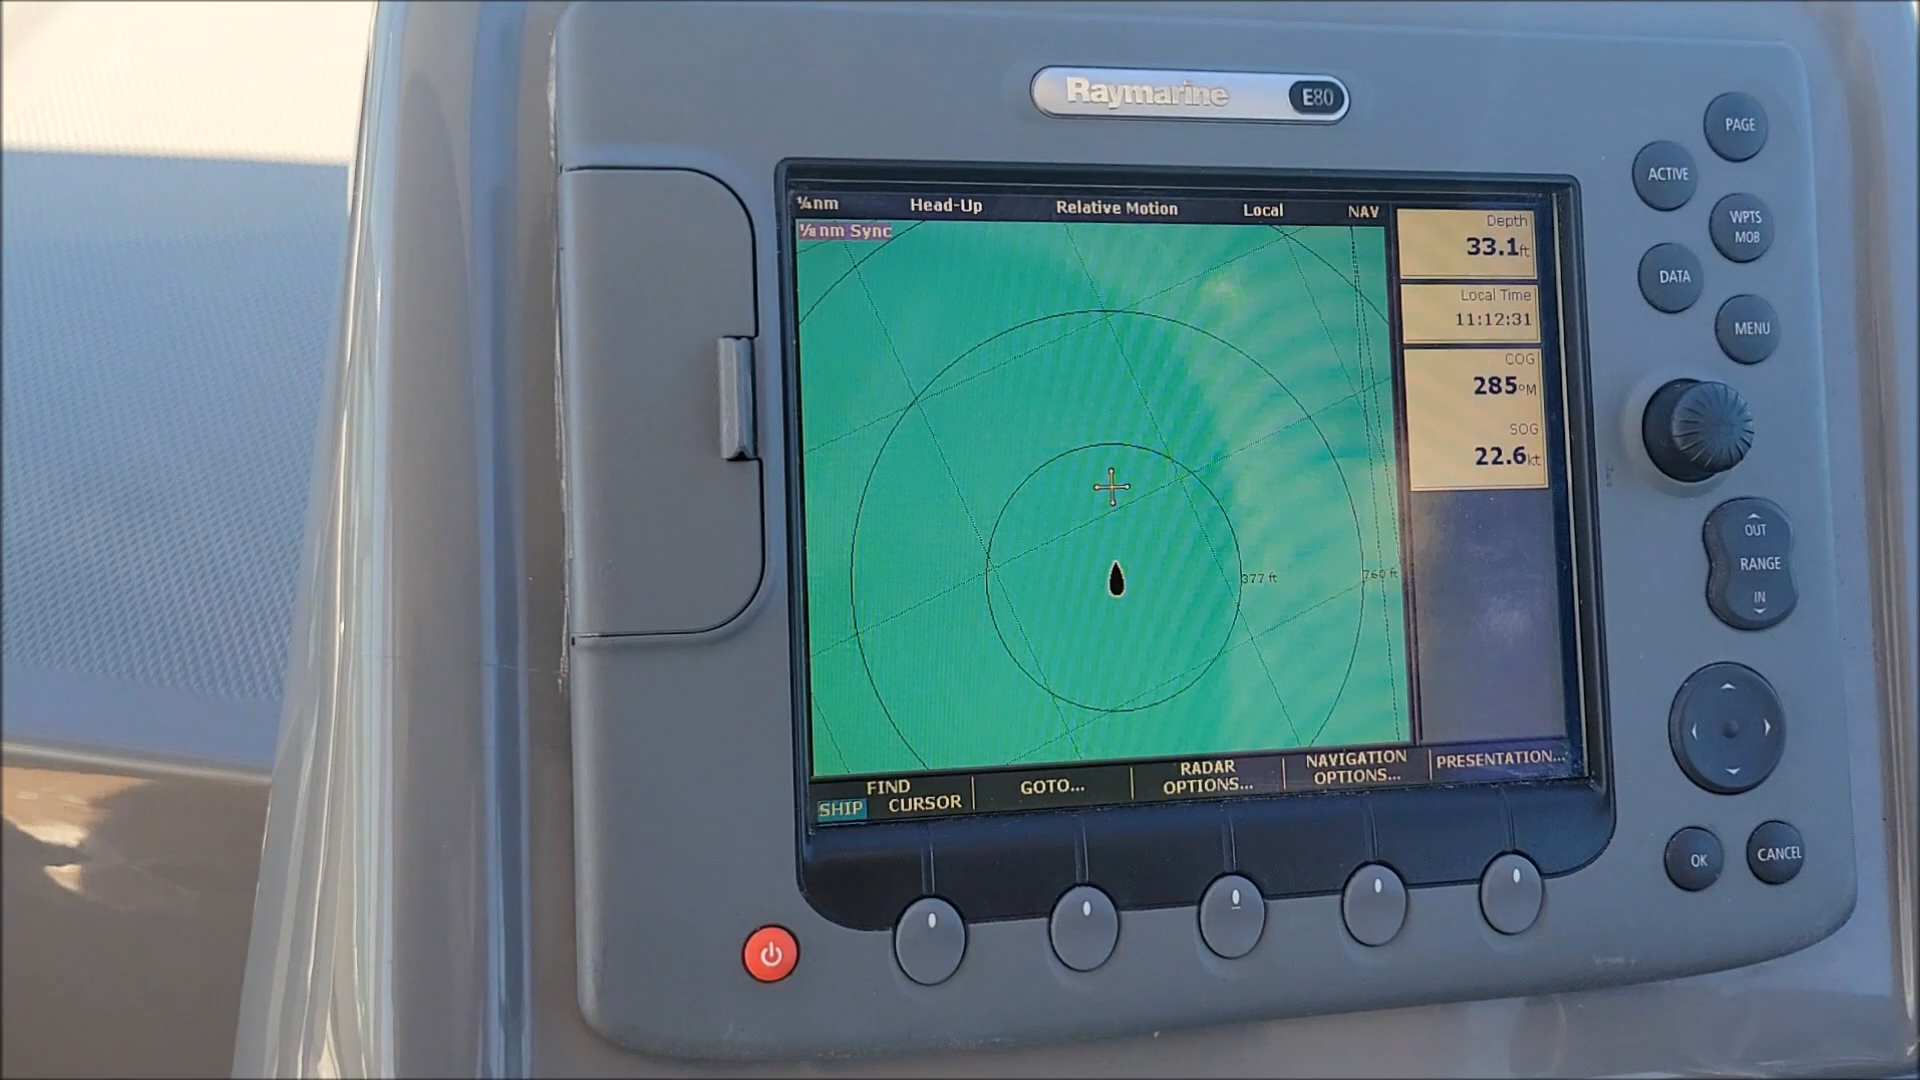 Raymarine E80
PAGE
ACTIVE
WPTS
MOB
DATA
MENU
¼nm Head-Up Relative Motion Local NAV
⅛nm Sync
Depth
33.1ft
Local Time
11:12:31
COG
285°M
SOG
22.6kt
377 ft
760 ft
OUT
RANGE
IN
FIND
SHIP CURSOR
GOTO...
RADAR
OPTIONS...
NAVIGATION
OPTIONS...
PRESENTATION...
OK
CANCEL